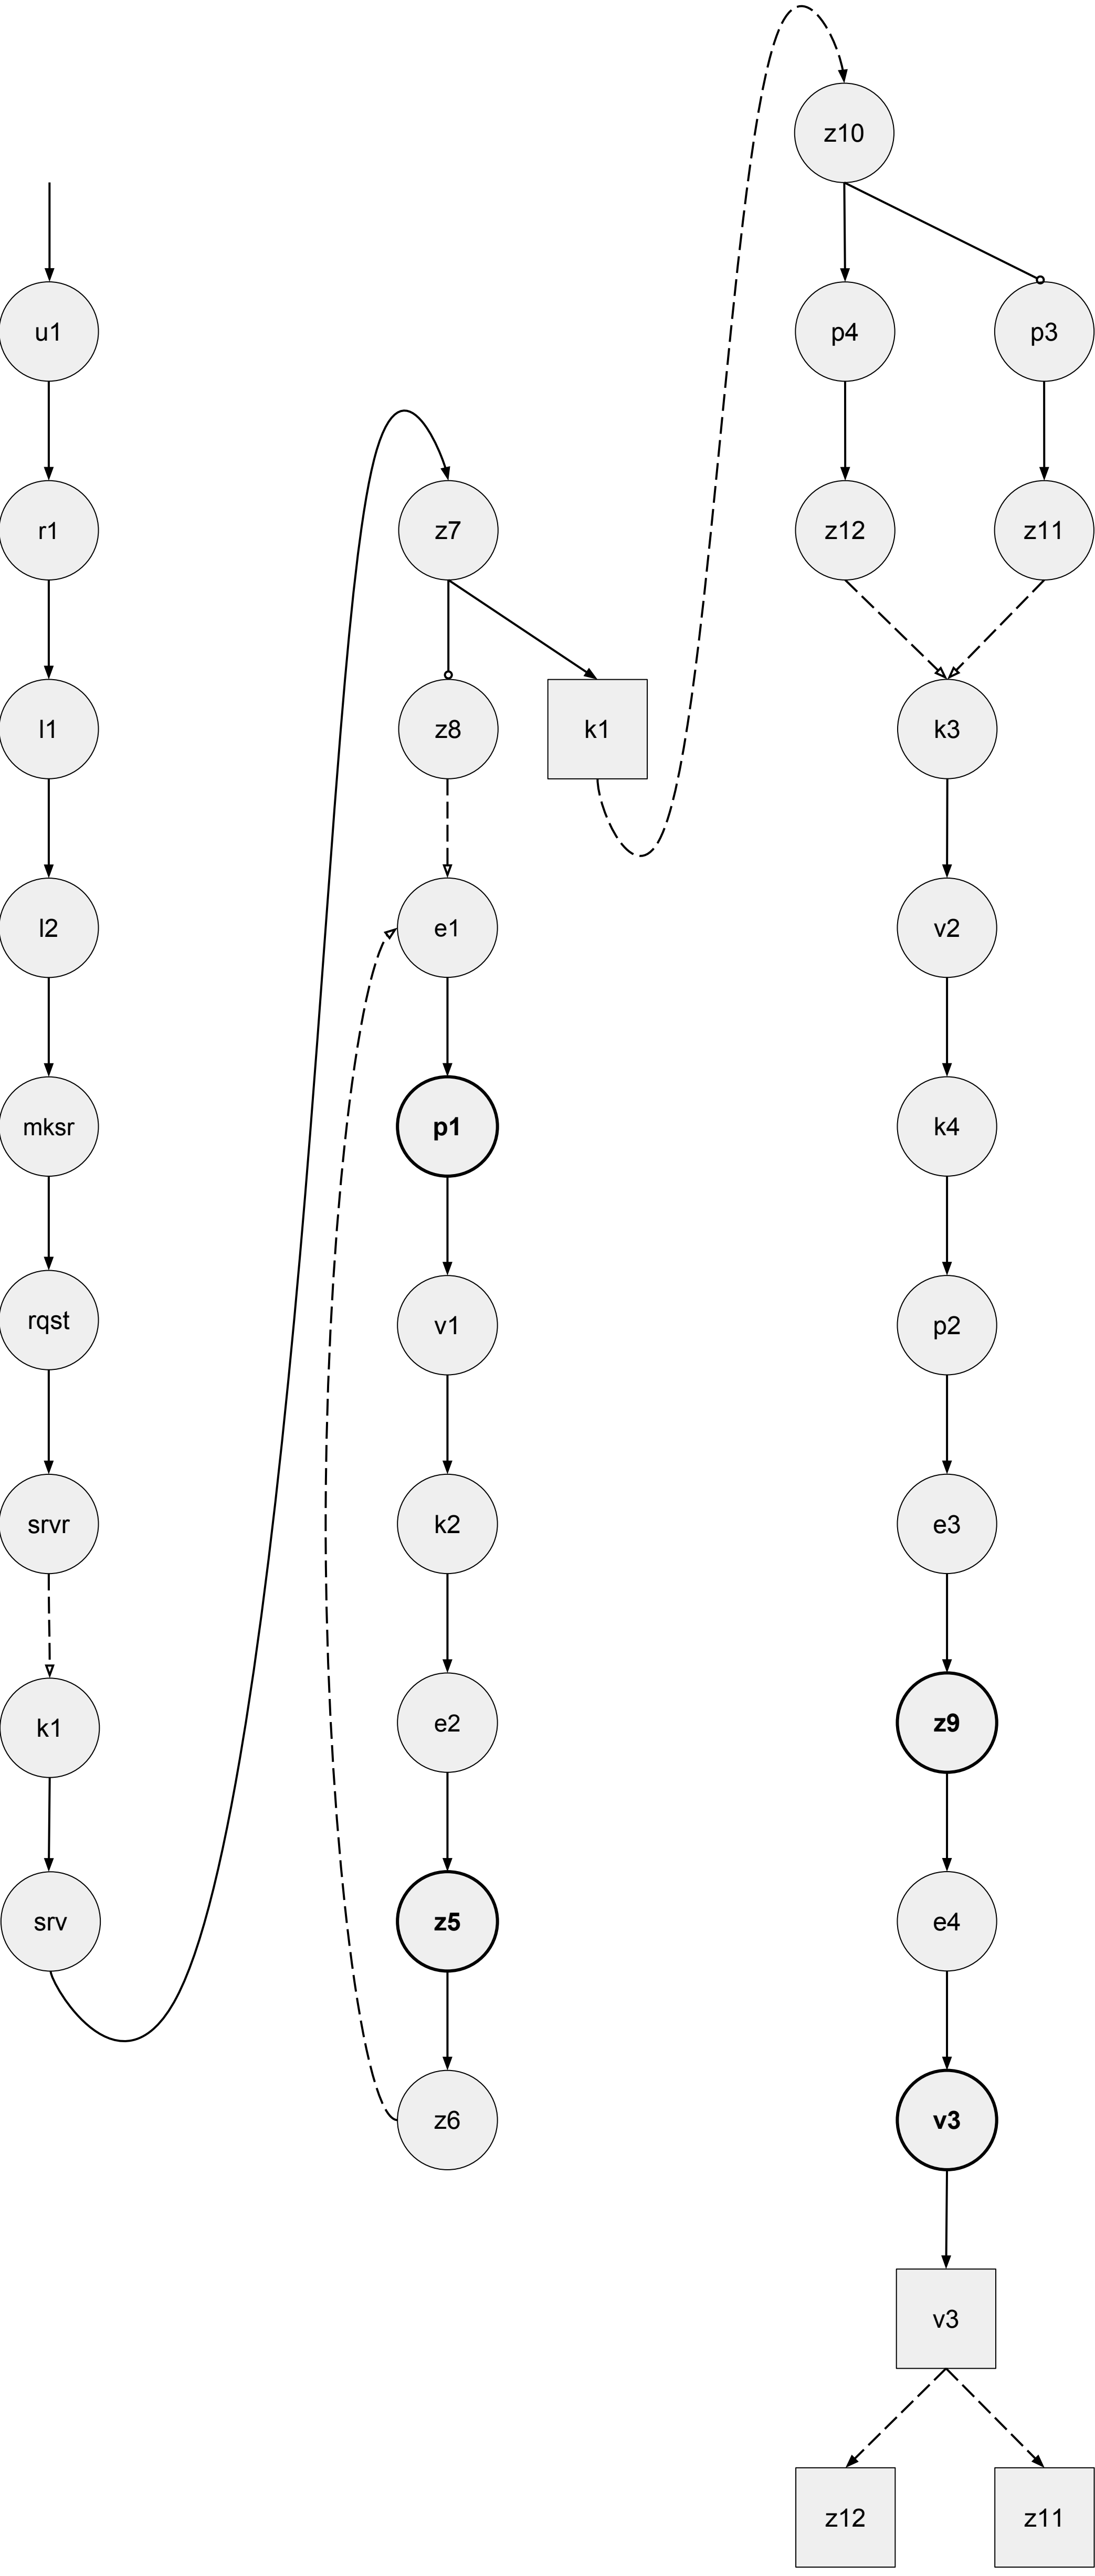 u1
r1
l1
l2
mksr
rqst
srvr
k1
srv
z7
z8
k1
e1
p1
v1
k2
e2
z5
z6
z10
p4
p3
z12
z11
k3
v2
k4
p2
e3
z9
e4
v3
v3
z12
z11